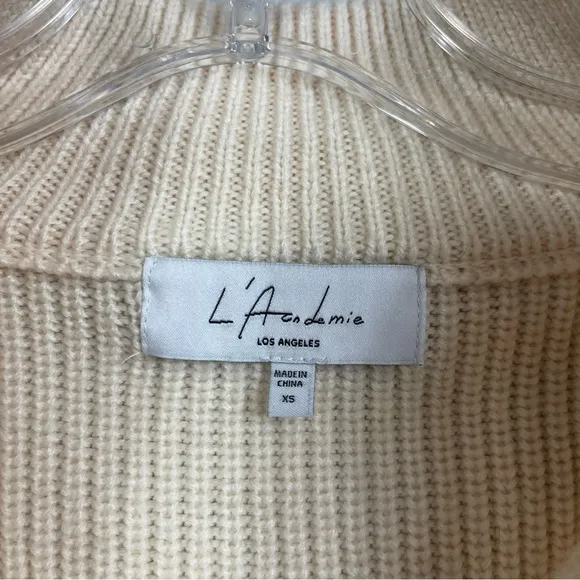 L'Academie
LOS ANGELES
MADE IN
CHINA
XS